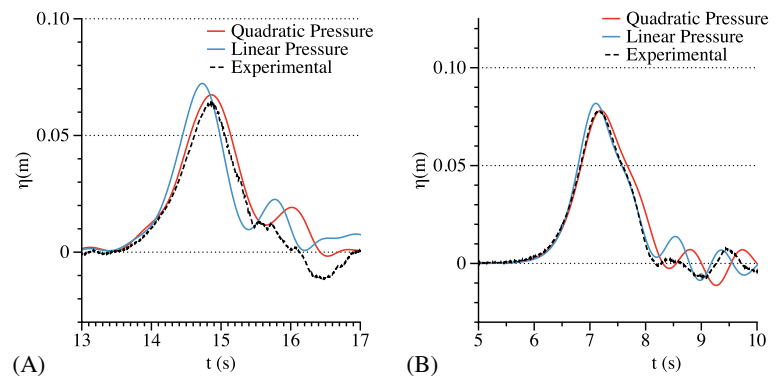 0.10
Quadratic Pressure
Linear Pressure
Experimental
0.05
η(m)
0
13 14 15 16 17
t (s)
(A)
Quadratic Pressure
Linear Pressure
Experimental
0.10
0.05
η(m)
0
5 6 7 8 9 10
t (s)
(B)